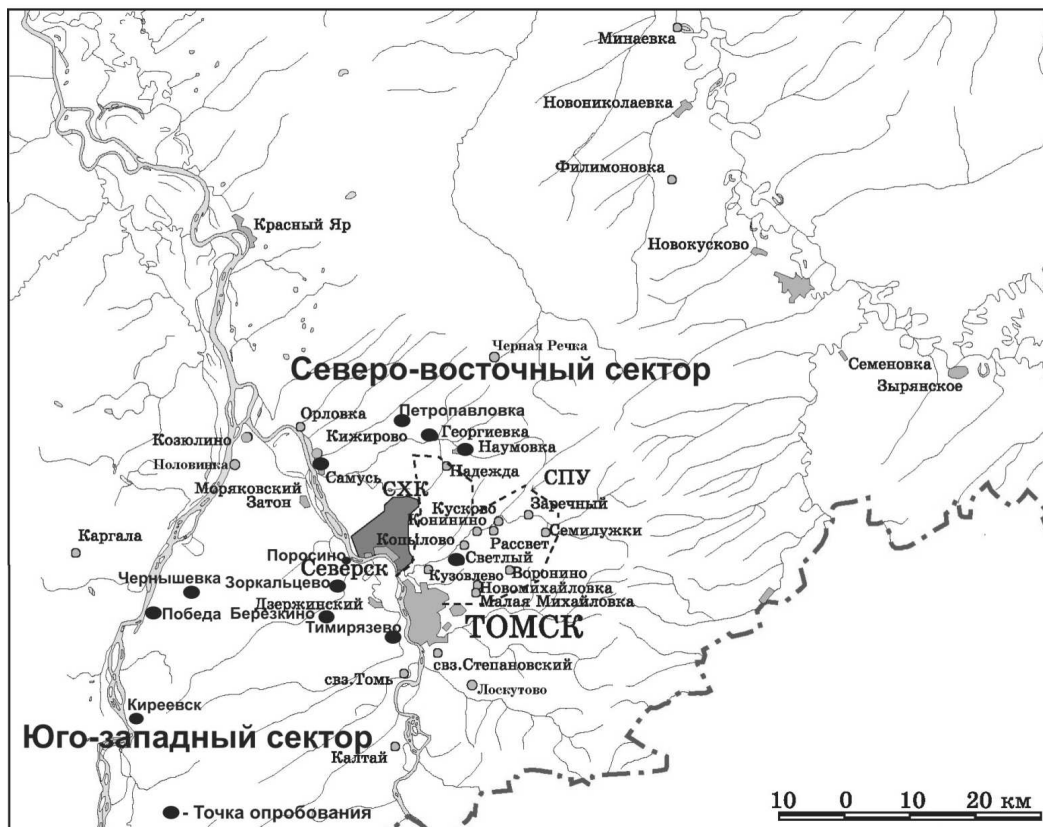 Минаевка
Новониколаевка
Филимоновка
Красный Яр
Новокусково
Черная Речка
Семеновка
Зырянское
Северо-восточный сектор
Орловка
Петропавловка
Козюлино
Кижирово
Георгиевка
Наумовка
Половинка
Самусь
Надежда
СПУ
Моряковский
Затон
СХК
Заречный
Кусково
Конинино
Семилужки
Каргала
Копылово
Рассвет
Поросино
Светлый
Северск
Чернышевка
Зоркальцево
Кузовлево
Воронино
Новомихайловка
Дзержинский
Малая Михайловка
Победа
Березкино
Тимирязево
ТОМСК
свз.Степановский
свз.Томь
Лоскутово
Киреевск
Юго-западный сектор
Калтай
- Точка опробования
10 0 10 20 км